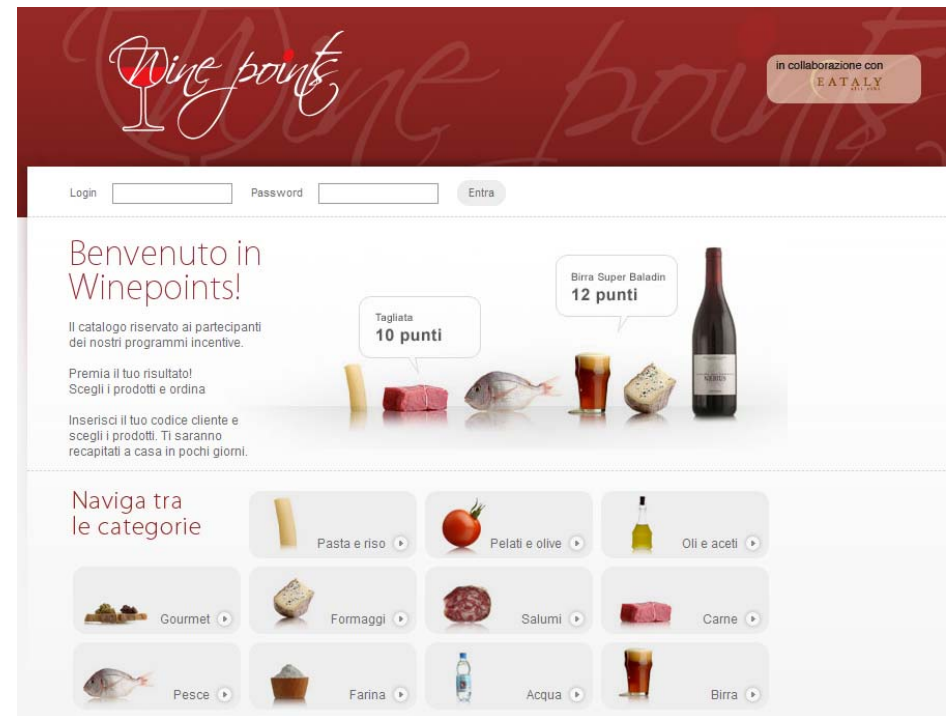 Wine points
in collaborazione con
EATALY
Login
Password
Entra
Benvenuto in
Winepoints!
Il catalogo riservato ai partecipanti
dei nostri programmi incentive.
Premia il tuo risultato!
Scegli i prodotti e ordina
Inserisci il tuo codice cliente e
scegli i prodotti. Ti saranno
recapitati a casa in pochi giorni.
Tagliata
10 punti
Birra Super Baladin
12 punti
Naviga tra
le categorie
Pasta e riso
Pelati e olive
Oli e aceti
Gourmet
Formaggi
Salumi
Carne
Pesce
Farina
Acqua
Birra